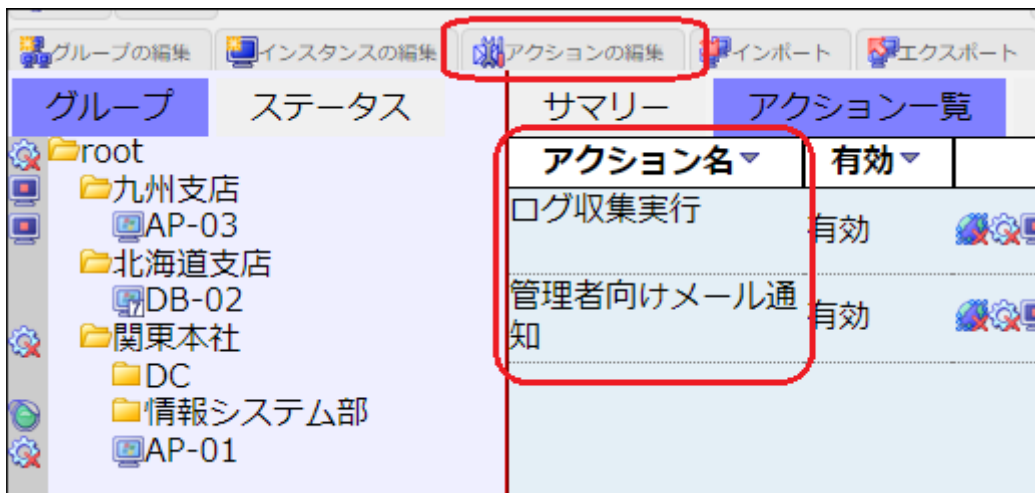 グループの編集 インスタンスの編集 アクションの編集 インポート エクスポート
グループ ステータス サマリー アクション一覧
root
九州支店
AP-03
北海道支店
DB-02
関東本社
DC
情報システム部
AP-01
アクション名 有効
ログ収集実行 有効
管理者向けメール通
知 有効